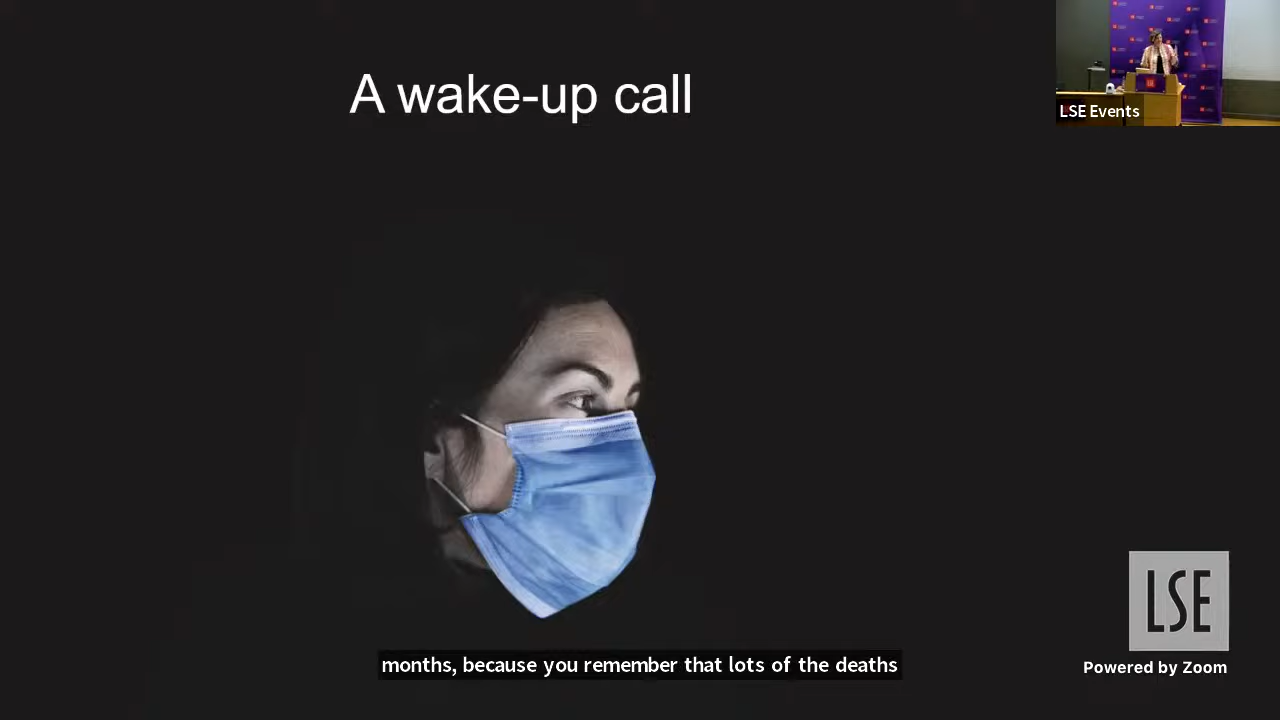 A wake-up call
LSE Events
months, because you remember that lots of the deaths
LSE
Powered by Zoom